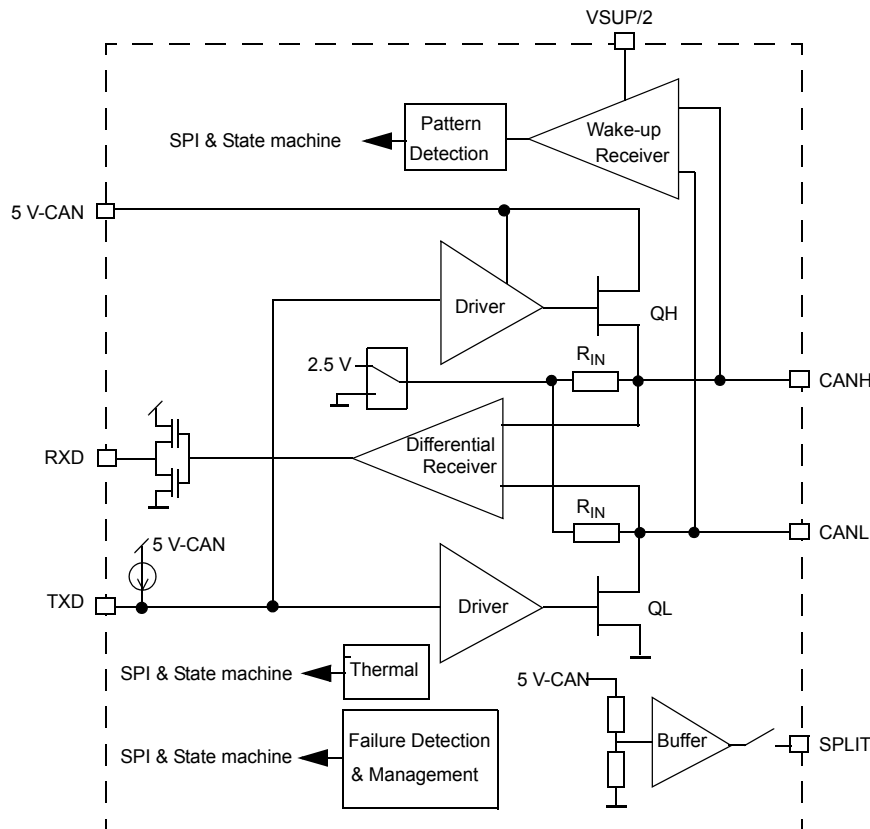 VSUP/2
Pattern
Detection
Wake-up
Receiver
SPI & State machine
5 V-CAN
Driver
QH
2.5 V
R_IN
CANH
Differential
Receiver
RXD
R_IN
CANL
5 V-CAN
TXD
Driver
QL
SPI & State machine
Thermal
5 V-CAN
SPI & State machine
Failure Detection
& Management
Buffer
SPLIT